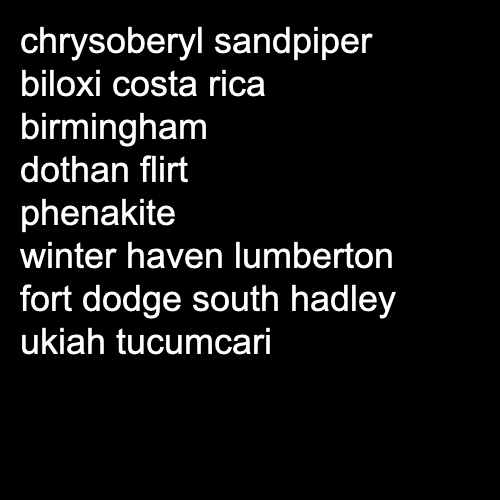 chrysoberyl sandpiper
biloxi costa rica
birmingham
dothan flirt
phenakite
winter haven lumberton
fort dodge south hadley
ukiah tucumcari